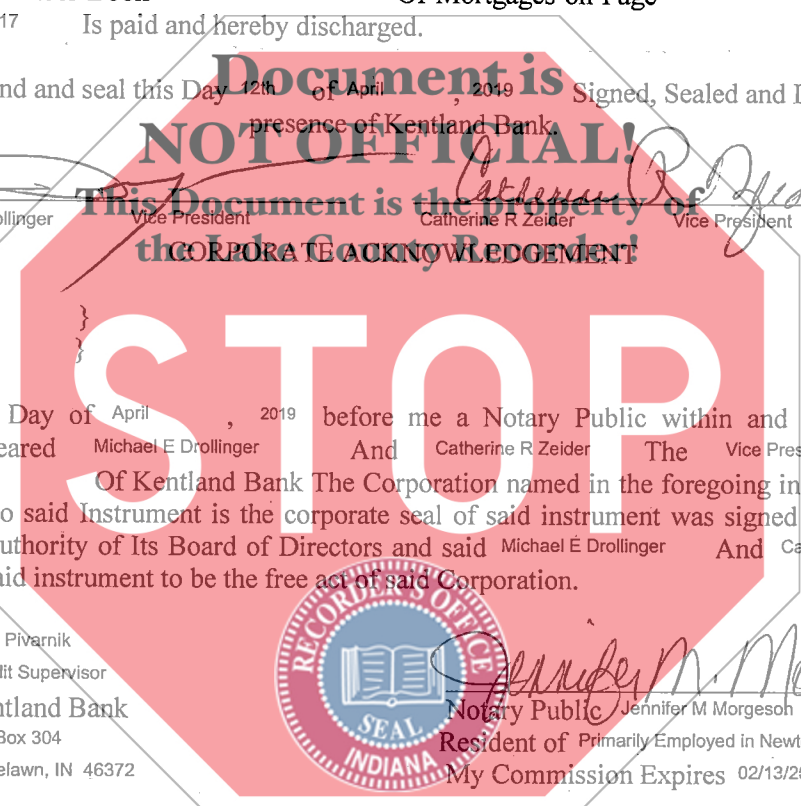 Of Mortgages on Page
17 Is paid and hereby discharged.
nd and seal this Day 12th of April , 2019 Signed, Sealed and
presence of Kentland Bank.
Document is
NOT OFFICIAL!
This Document is the property of
the Lake County Recorder!
Catherine R Zeider
ollinger Vice President Catherine R Zeider Vice President
CORPORATE ACKNOWLEDGEMENT
}
}
STOP
Day of April , 2019 before me a Notary Public within and
eared Michael E Drollinger And Catherine R Zeider The Vice Pres
Of Kentland Bank The Corporation named in the foregoing in
o said Instrument is the corporate seal of said instrument was signed
uthority of Its Board of Directors and said Michael E Drollinger And Ca
aid instrument to be the free act of said Corporation.
RECORDER'S OFFICE
SEAL
INDIANA
Pivarnik
dit Supervisor
ntland Bank
Box 304
elawn, IN 46372
Jennifer M. Mo
Notary Public Jennifer M Morgeson
Resident of Primarily Employed in Newt
My Commission Expires 02/13/25